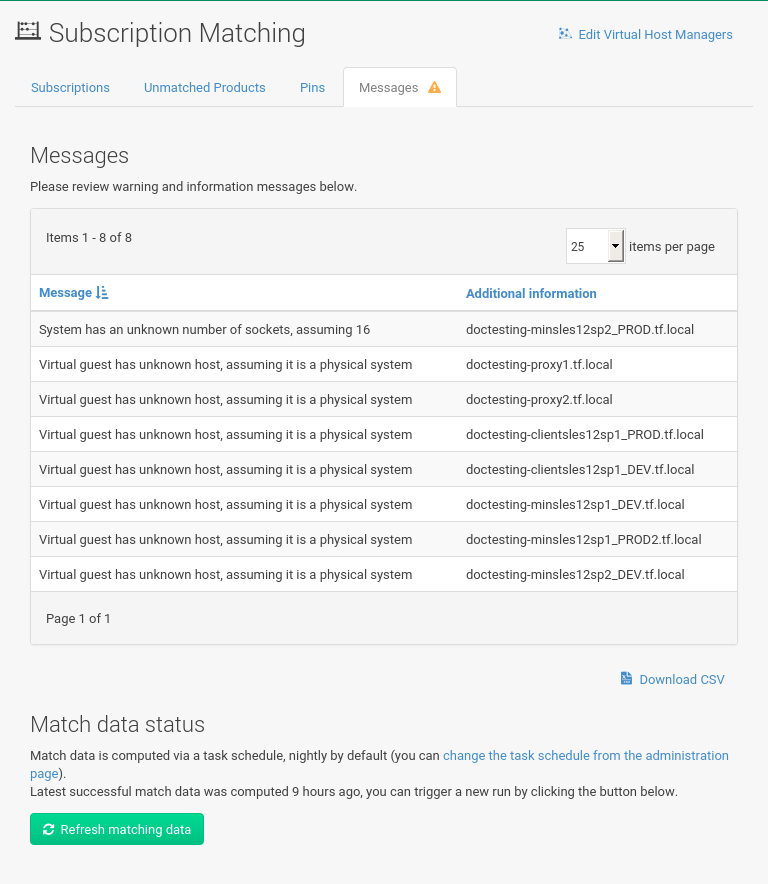 Subscription Matching
Edit Virtual Host Managers
Subscriptions Unmatched Products Pins Messages
Messages
Please review warning and information messages below.
Items 1 - 8 of 8
25 items per page
Message Additional information
System has an unknown number of sockets, assuming 16 doctesting-minsles12sp2_PROD.tf.local
Virtual guest has unknown host, assuming it is a physical system doctesting-proxy1.tf.local
Virtual guest has unknown host, assuming it is a physical system doctesting-proxy2.tf.local
Virtual guest has unknown host, assuming it is a physical system doctesting-clientsles12sp1_PROD.tf.local
Virtual guest has unknown host, assuming it is a physical system doctesting-clientsles12sp1_DEV.tf.local
Virtual guest has unknown host, assuming it is a physical system doctesting-minsles12sp1_DEV.tf.local
Virtual guest has unknown host, assuming it is a physical system doctesting-minsles12sp1_PROD2.tf.local
Virtual guest has unknown host, assuming it is a physical system doctesting-minsles12sp2_DEV.tf.local
Page 1 of 1
Download CSV
Match data status
Match data is computed via a task schedule, nightly by default (you can change the task schedule from the administration
page).
Latest successful match data was computed 9 hours ago, you can trigger a new run by clicking the button below.
Refresh matching data